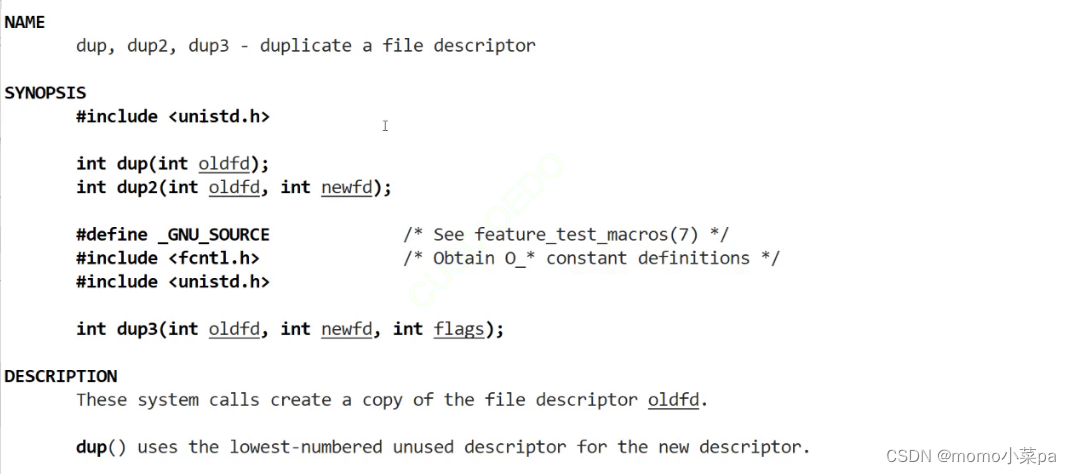 NAME
dup, dup2, dup3 - duplicate a file descriptor
SYNOPSIS
#include <unistd.h>
int dup(int oldfd);
int dup2(int oldfd, int newfd);
#define _GNU_SOURCE /* See feature_test_macros(7) */
#include <fcntl.h> /* Obtain O_* constant definitions */
#include <unistd.h>
int dup3(int oldfd, int newfd, int flags);
DESCRIPTION
These system calls create a copy of the file descriptor oldfd.
dup() uses the lowest-numbered unused descriptor for the new descriptor.
CSDN @momo小菜pa